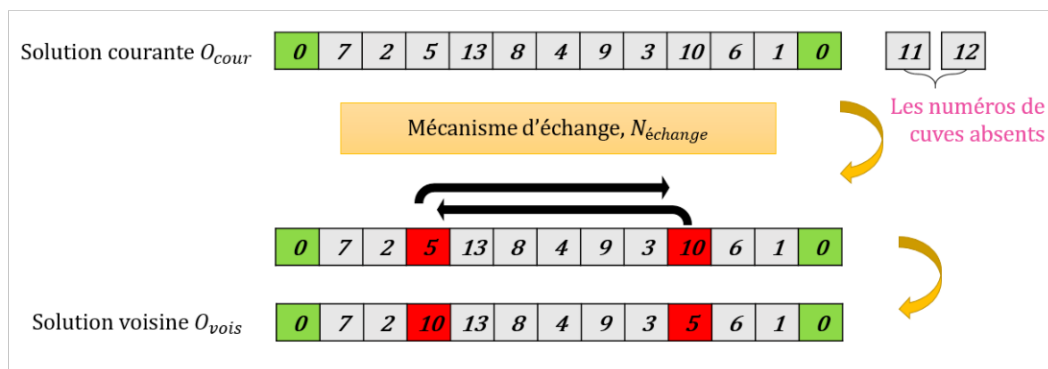 Solution courante O_cour 0 7 2 5 13 8 4 9 3 10 6 1 0 11 12
Les numéros de
cuves absents
Mécanisme d'échange, N_échange
0 7 2 5 13 8 4 9 3 10 6 1 0
Solution voisine O_vois 0 7 2 10 13 8 4 9 3 5 6 1 0